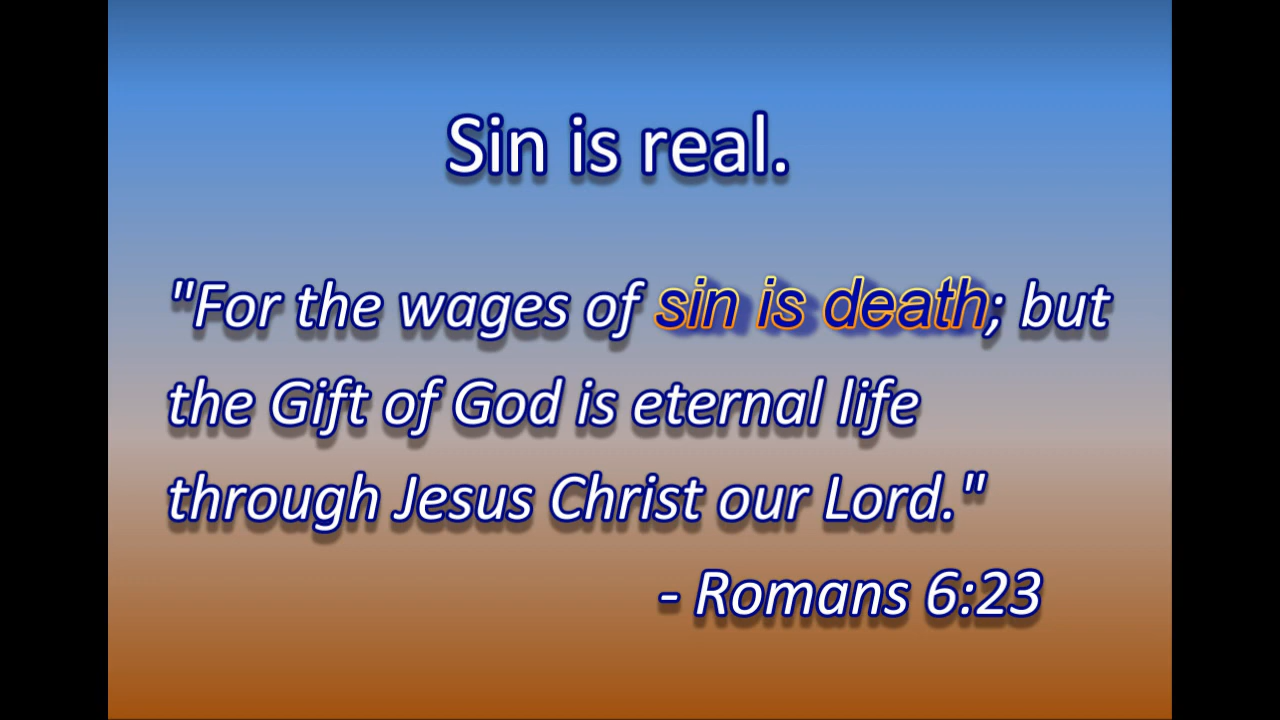 Sin is real.
"For the wages of sin is death; but
the Gift of God is eternal life
through Jesus Christ our Lord."
- Romans 6:23